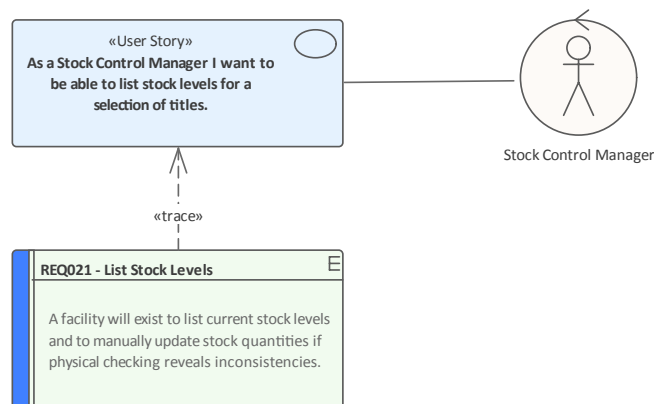 «User Story»
As a Stock Control Manager I want to
be able to list stock levels for a
selection of titles.
Stock Control Manager
«trace»
REQ021 - List Stock Levels
E
A facility will exist to list current stock levels
and to manually update stock quantities if
physical checking reveals inconsistencies.